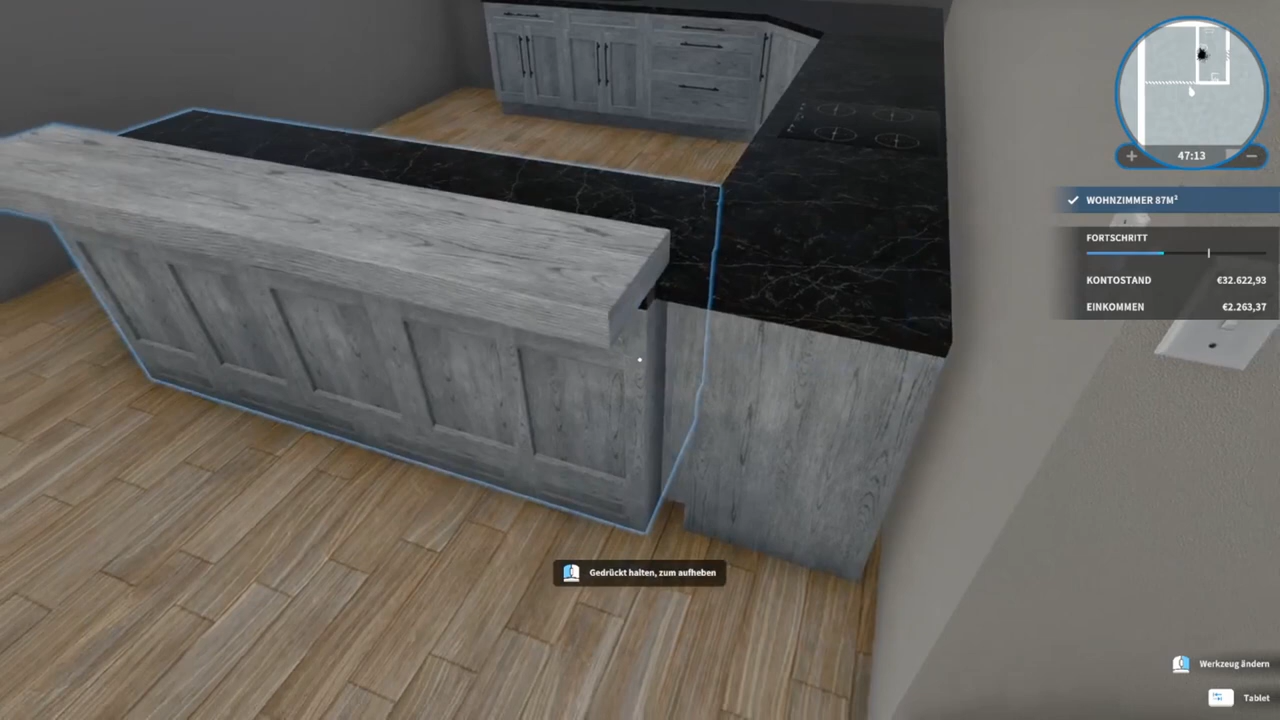 47:13
WOHNZIMMER 87M²
FORTSCHRITT
KONTOSTAND €32.622,93
EINKOMMEN €2.263,37
Gedrückt halten, zum aufheben
Werkzeug ändern
Tablet